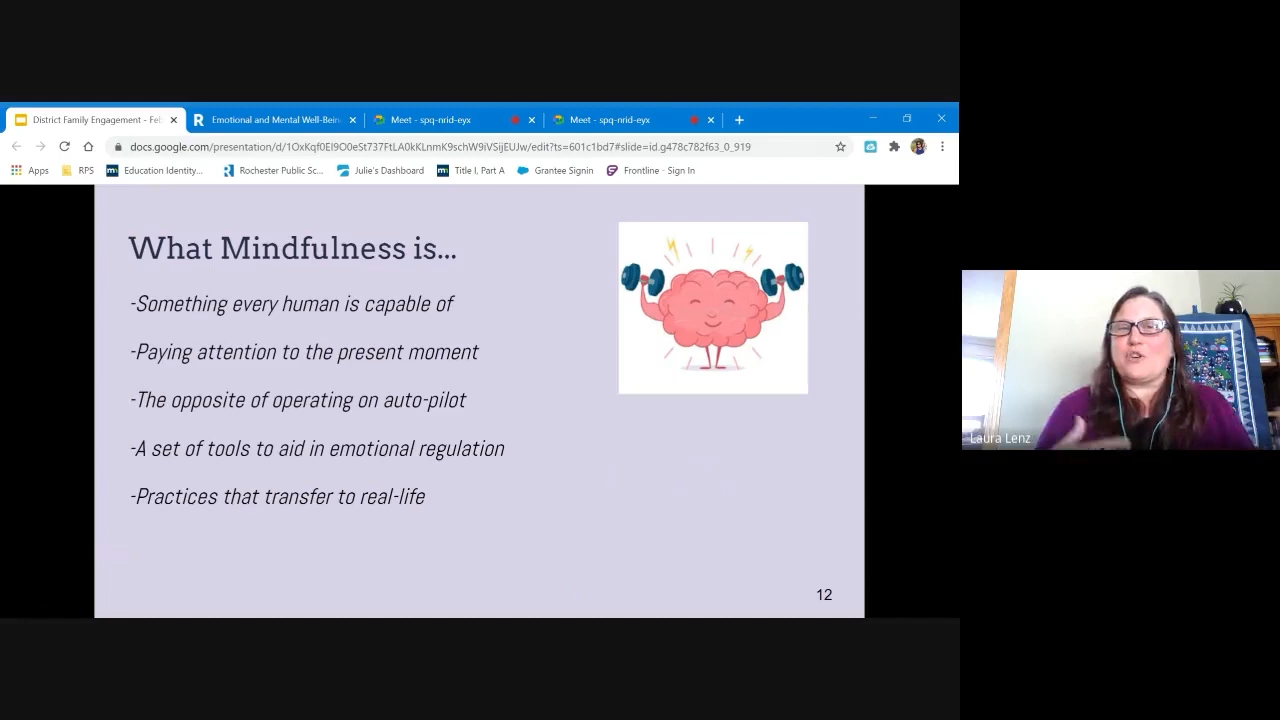 District Family Engagement - Feb
Emotional and Mental Well-Bein
Meet - spq-nrid-eyx
Meet - spq-nrid-eyx
docs.google.com/presentation/d/1OxKqf0EI9O0eSt737FtLA0kKLnmK9schW9iVSijEUJw/edit?ts=601c1bd7#slide=id.g478c782f63_0_919
Apps
RPS
Education Identity...
Rochester Public Sc...
Julie's Dashboard
Title I, Part A
Grantee Signin
Frontline - Sign In
What Mindfulness is...
-Something every human is capable of
-Paying attention to the present moment
-The opposite of operating on auto-pilot
-A set of tools to aid in emotional regulation
-Practices that transfer to real-life
12
Laura Lenz